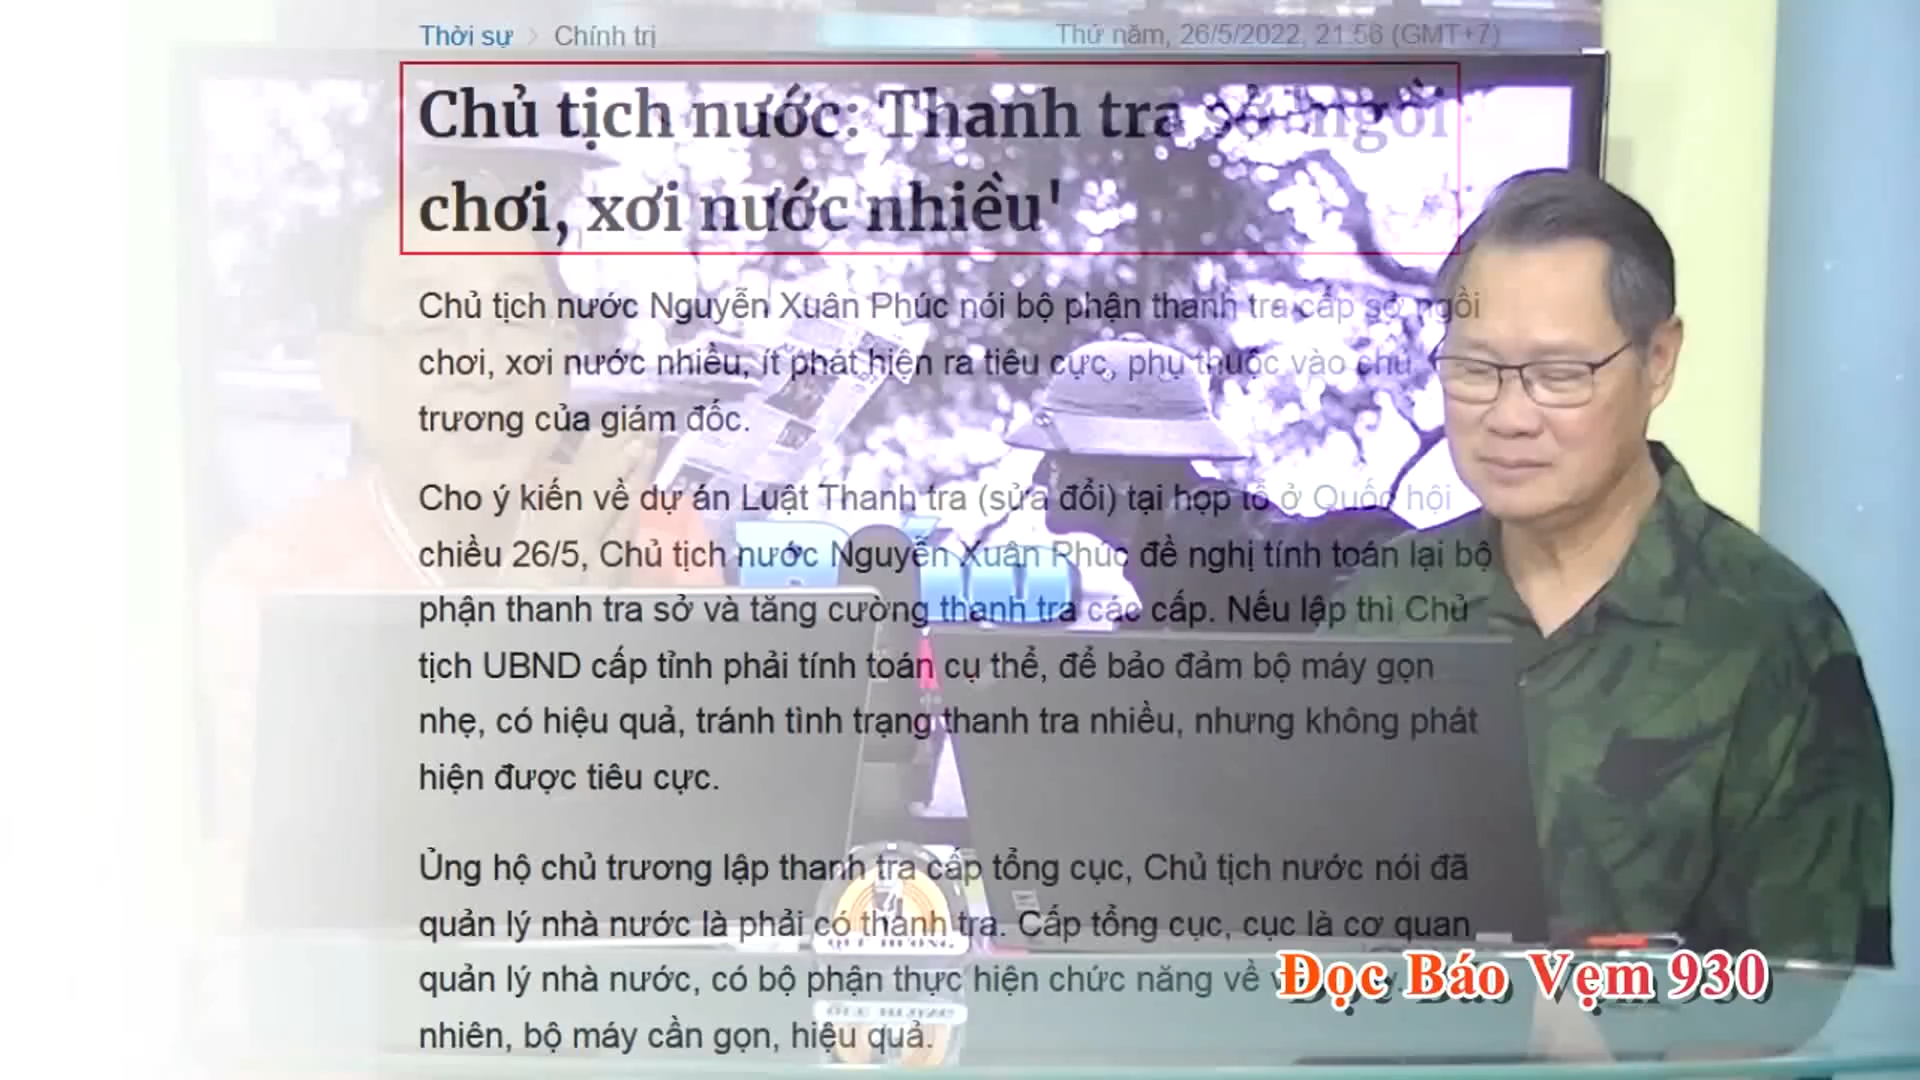 Thời sự > Chính trị
Thứ năm, 26/5/2022, 21:56 (GMT+7)
Chủ tịch nước: Thanh tra sở 'ngồi
chơi, xơi nước nhiều'
Chủ tịch nước Nguyễn Xuân Phúc nói bộ phận thanh tra cấp sở ngồi
chơi, xơi nước nhiều, ít phát hiện ra tiêu cực, phụ thuộc vào chủ
trương của giám đốc.
Cho ý kiến về dự án Luật Thanh tra (sửa đổi) tại họp tổ ở Quốc hội
chiều 26/5, Chủ tịch nước Nguyễn Xuân Phúc đề nghị tính toán lại bộ
phận thanh tra sở và tăng cường thanh tra các cấp. Nếu lập thì Chủ
tịch UBND cấp tỉnh phải tính toán cụ thể, để bảo đảm bộ máy gọn
nhẹ, có hiệu quả, tránh tình trạng thanh tra nhiều, nhưng không phát
hiện được tiêu cực.
Ủng hộ chủ trương lập thanh tra cấp tổng cục, Chủ tịch nước nói đã
quản lý nhà nước là phải có thanh tra. Cấp tổng cục, cục là cơ quan
quản lý nhà nước, có bộ phận thực hiện chức năng về
nhiên, bộ máy cần gọn, hiệu quả.
Đọc Báo Vẹm 930
QUÊ HƯƠNG